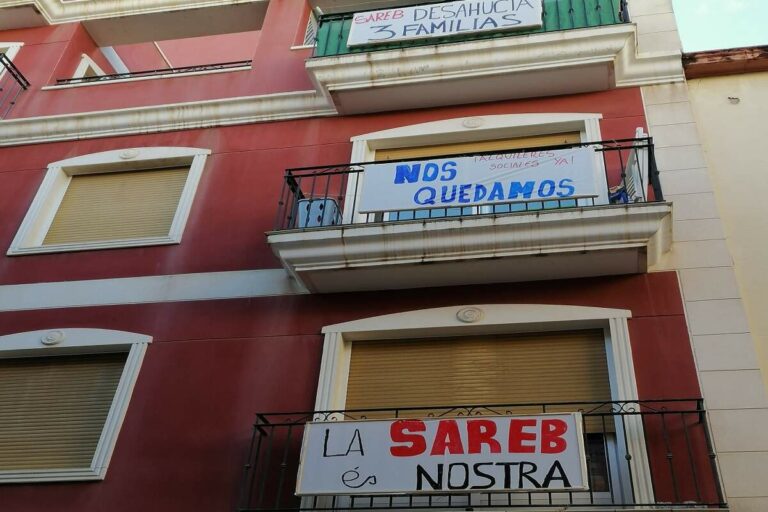 SAREB DESAHUCIA
3 FAMILIAS
NOS
QUEDAMOS
¡ALQUILERES
SOCIALES YA!
LA SAREB
és NOSTRA